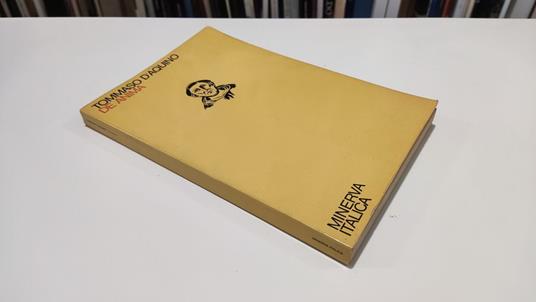 TOMMASO D'AQUINO
DE ANIMA
MINERVA
ITALICA